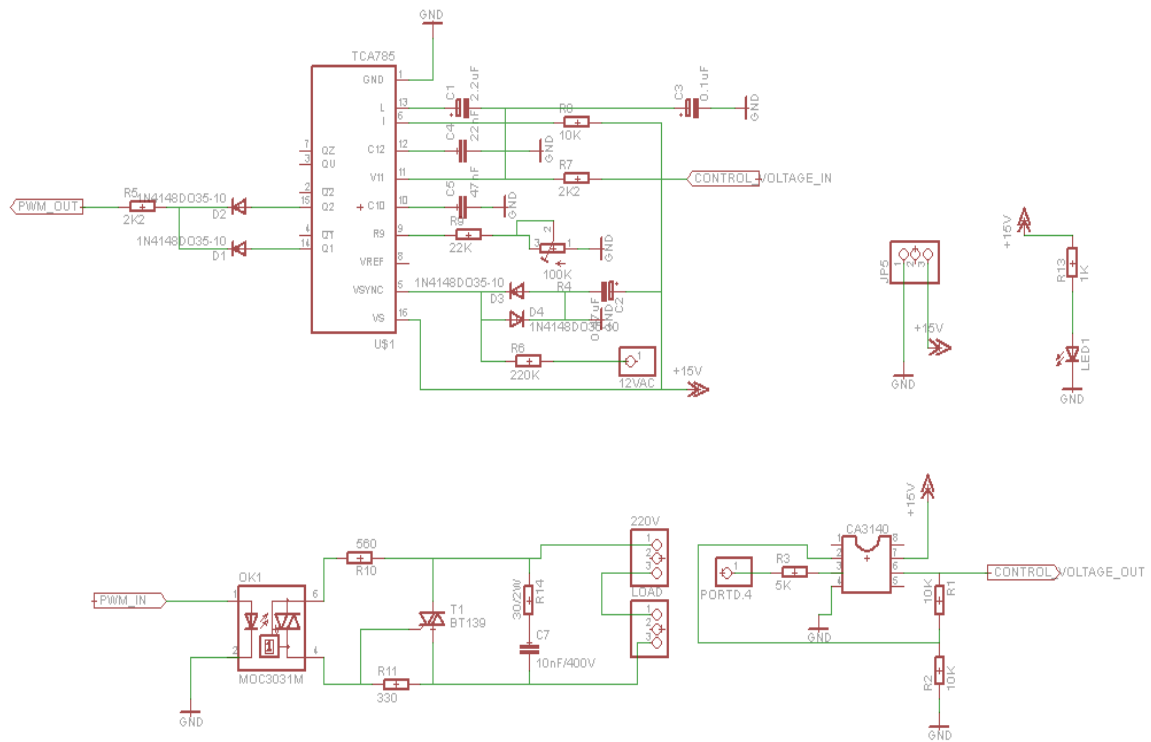 GND
TCA785
GND
1
L
13
C1
2.2uF
C3
0.1uF
GND
I
6
R8
10K
C4
22nF
GND
7
QZ
C12
12
3
QU
2
Q2
V11
11
R7
2K2
CONTROL_VOLTAGE_IN
C5
47nF
GND
PWM_OUT
R5
2K2
1N4148DO35-10
D2
15
Q2
C10
10
4
Q1
R9
9
R9
22K
2
3
1
100K
R4
GND
1N4148DO35-10
D1
14
Q1
VREF
8
VSYNC
5
1N4148DO35-10
D3
C2
GND
D4
1N4148DO35-10
VS
16
U$1
R6
220K
1
12VAC
+15V
JP5
1
2
3
GND
+15V
+15V
R13
1K
LED1
GND
PWM_IN
OK1
1
2
6
4
MOC3031M
GND
560
R10
T1
BT139
R11
330
30/2W
R14
C7
10nF/400V
220V
1
2
3
LOAD
1
2
3
1
PORTD.4
R3
5K
CA3140
1
2
3
4
8
7
6
5
GND
+15V
CONTROL_VOLTAGE_OUT
10K
R1
R2
10K
GND